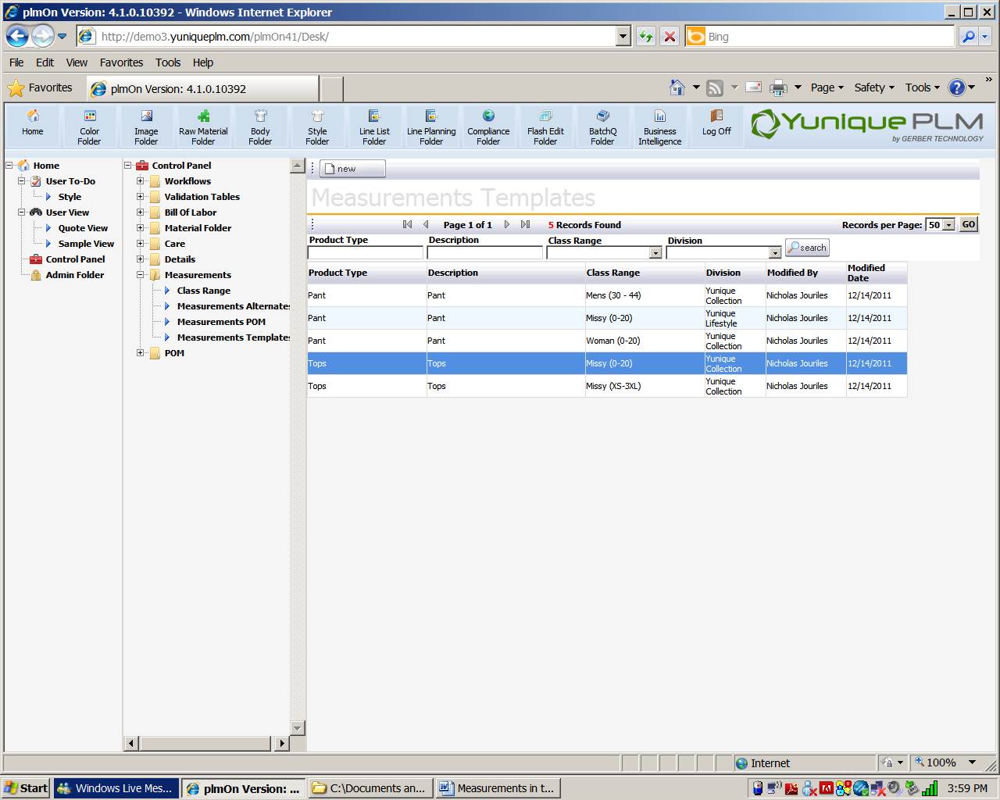 plmOn Version: 4.1.0.10392 - Windows Internet Explorer
http://demo3.yuniqueplm.com/plmOn41/Desk/
Bing
File Edit View Favorites Tools Help
Favorites
plmOn Version: 4.1.0.10392
Page Safety Tools »
Home
Color Folder
Image Folder
Raw Material Folder
Body Folder
Style Folder
Line List Folder
Line Planning Folder
Compliance Folder
Flash Edit Folder
BatchQ Folder
Business Intelligence
Log Off
Yunique PLM
by GERBER TECHNOLOGY
Home
User To-Do
Style
User View
Quote View
Sample View
Control Panel
Admin Folder
Control Panel
Workflows
Validation Tables
Bill Of Labor
Material Folder
Care
Details
Measurements
Class Range
Measurements Alternates
Measurements POM
Measurements Templates
POM
new
Measurements Templates
Page 1 of 1 5 Records Found Records per Page: 50 GO
Product Type Description Class Range Division
search
Product Type Description Class Range Division Modified By Modified Date
Pant Pant Mens (30 - 44) Yunique Collection Nicholas Jouriles 12/14/2011
Pant Pant Missy (0-20) Yunique Lifestyle Nicholas Jouriles 12/14/2011
Pant Pant Woman (0-20) Yunique Collection Nicholas Jouriles 12/14/2011
Tops Tops Missy (0-20) Yunique Collection Nicholas Jouriles 12/14/2011
Tops Tops Missy (XS-3XL) Yunique Collection Nicholas Jouriles 12/14/2011
Internet 100%
Start Windows Live Mes... plmOn Version: ... C:\Documents an... Measurements in t... 3:59 PM